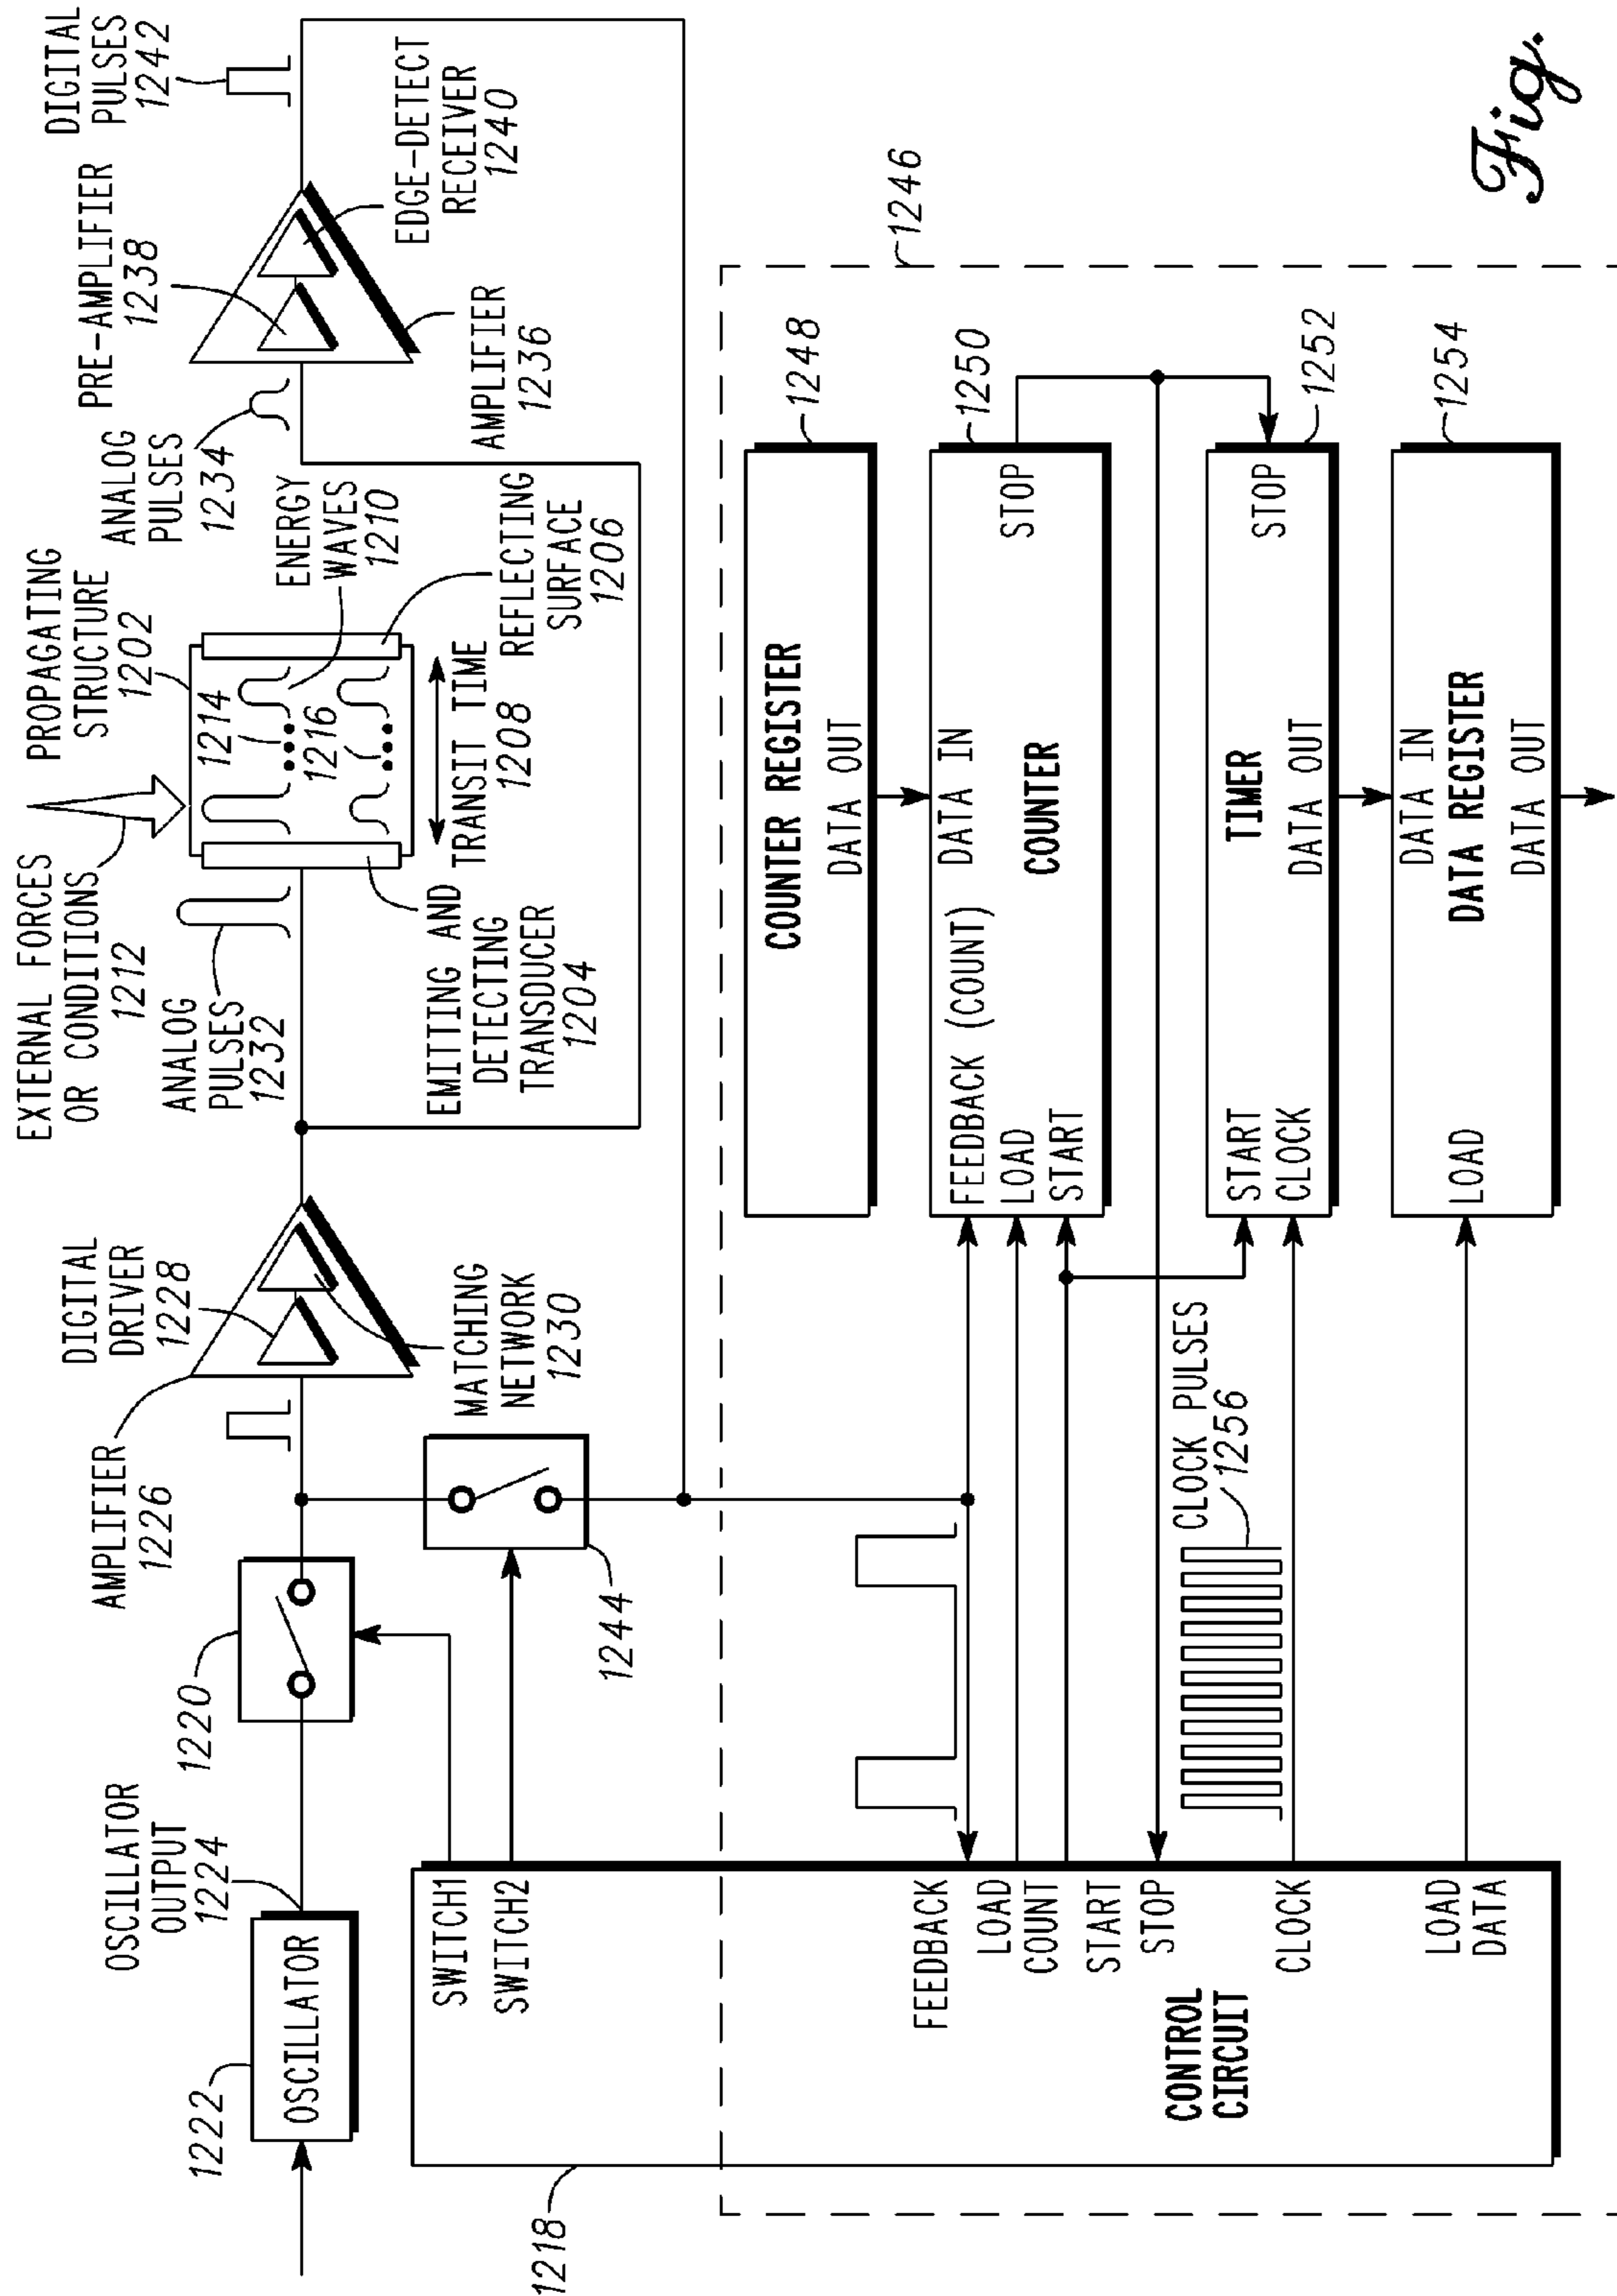 EXTERNAL FORCES
OR CONDITIONS
1212
PROPAGATING
STRUCTURE
1202
ANALOG
PULSES
1234
PRE-AMPLIFIER
1238
DIGITAL
PULSES
1242
OSCILLATOR
OUTPUT
1224
1222
OSCILLATOR
1220
AMPLIFIER
1226
DIGITAL
DRIVER
1228
ANALOG
PULSES
1232
1214
1216
ENERGY
WAVES
1210
EDGE-DETECT
RECEIVER
1240
MATCHING
NETWORK
1230
EMITTING AND
DETECTING
TRANSDUCER
1204
TRANSIT TIME
1208
REFLECTING
SURFACE
1206
AMPLIFIER
1236
1244
1218
SWITCH1
SWITCH2
FEEDBACK
LOAD
COUNT
START
STOP
CLOCK
LOAD
DATA
CONTROL
CIRCUIT
CLOCK PULSES
1256
1246
COUNTER REGISTER
DATA OUT
1248
FEEDBACK (COUNT)
LOAD
START
DATA IN
COUNTER
STOP
1250
START
CLOCK
TIMER
DATA OUT
STOP
1252
LOAD
DATA IN
DATA REGISTER
DATA OUT
1254
Fig.